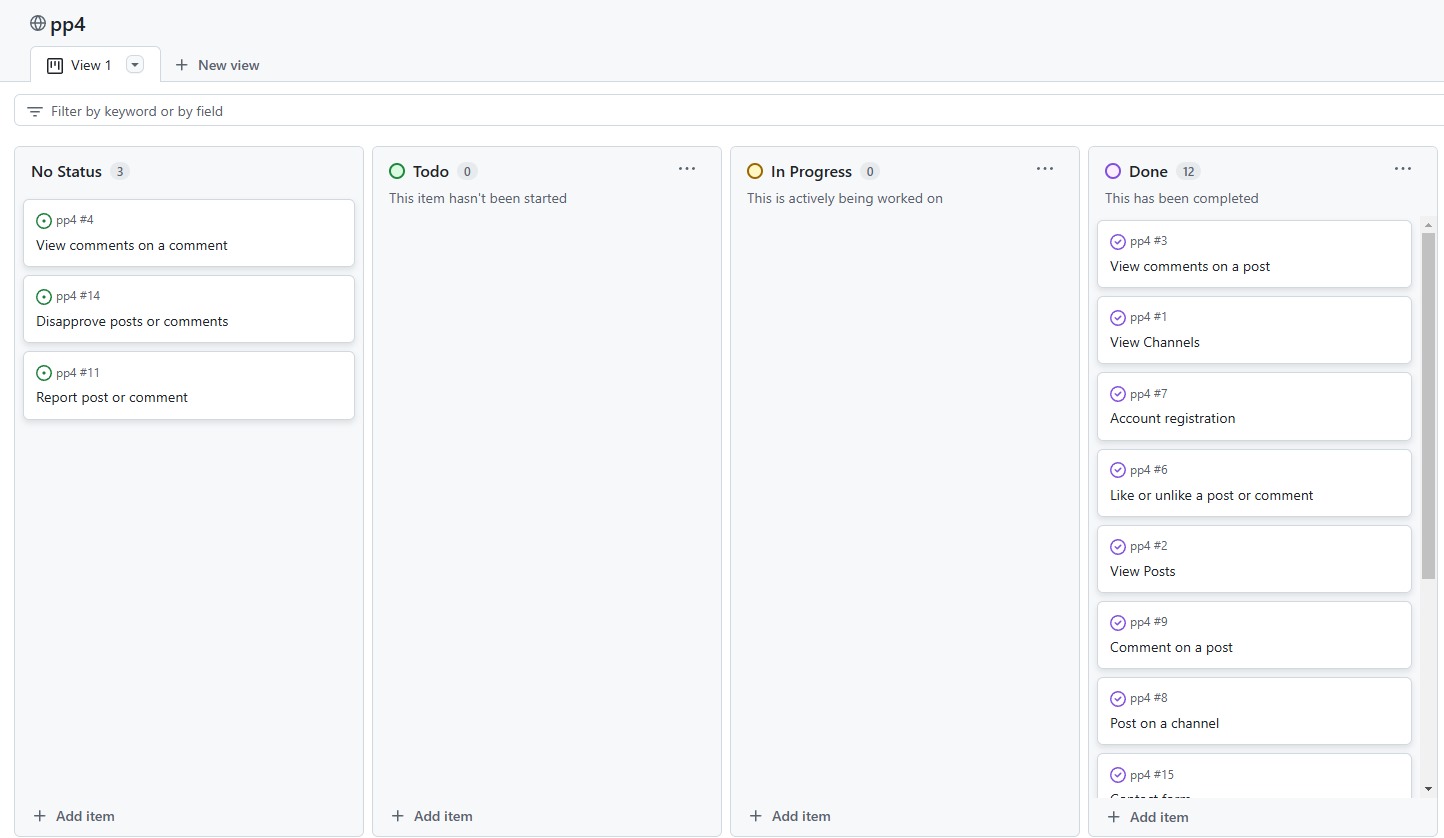 pp4
View 1
New view
Filter by keyword or by field
No Status 3
pp4 #4
View comments on a comment
pp4 #14
Disapprove posts or comments
pp4 #11
Report post or comment
Add item
Todo 0
This item hasn't been started
Add item
In Progress 0
This is actively being worked on
Add item
Done 12
This has been completed
pp4 #3
View comments on a post
pp4 #1
View Channels
pp4 #7
Account registration
pp4 #6
Like or unlike a post or comment
pp4 #2
View Posts
pp4 #9
Comment on a post
pp4 #8
Post on a channel
pp4 #15
Contact form
Add item